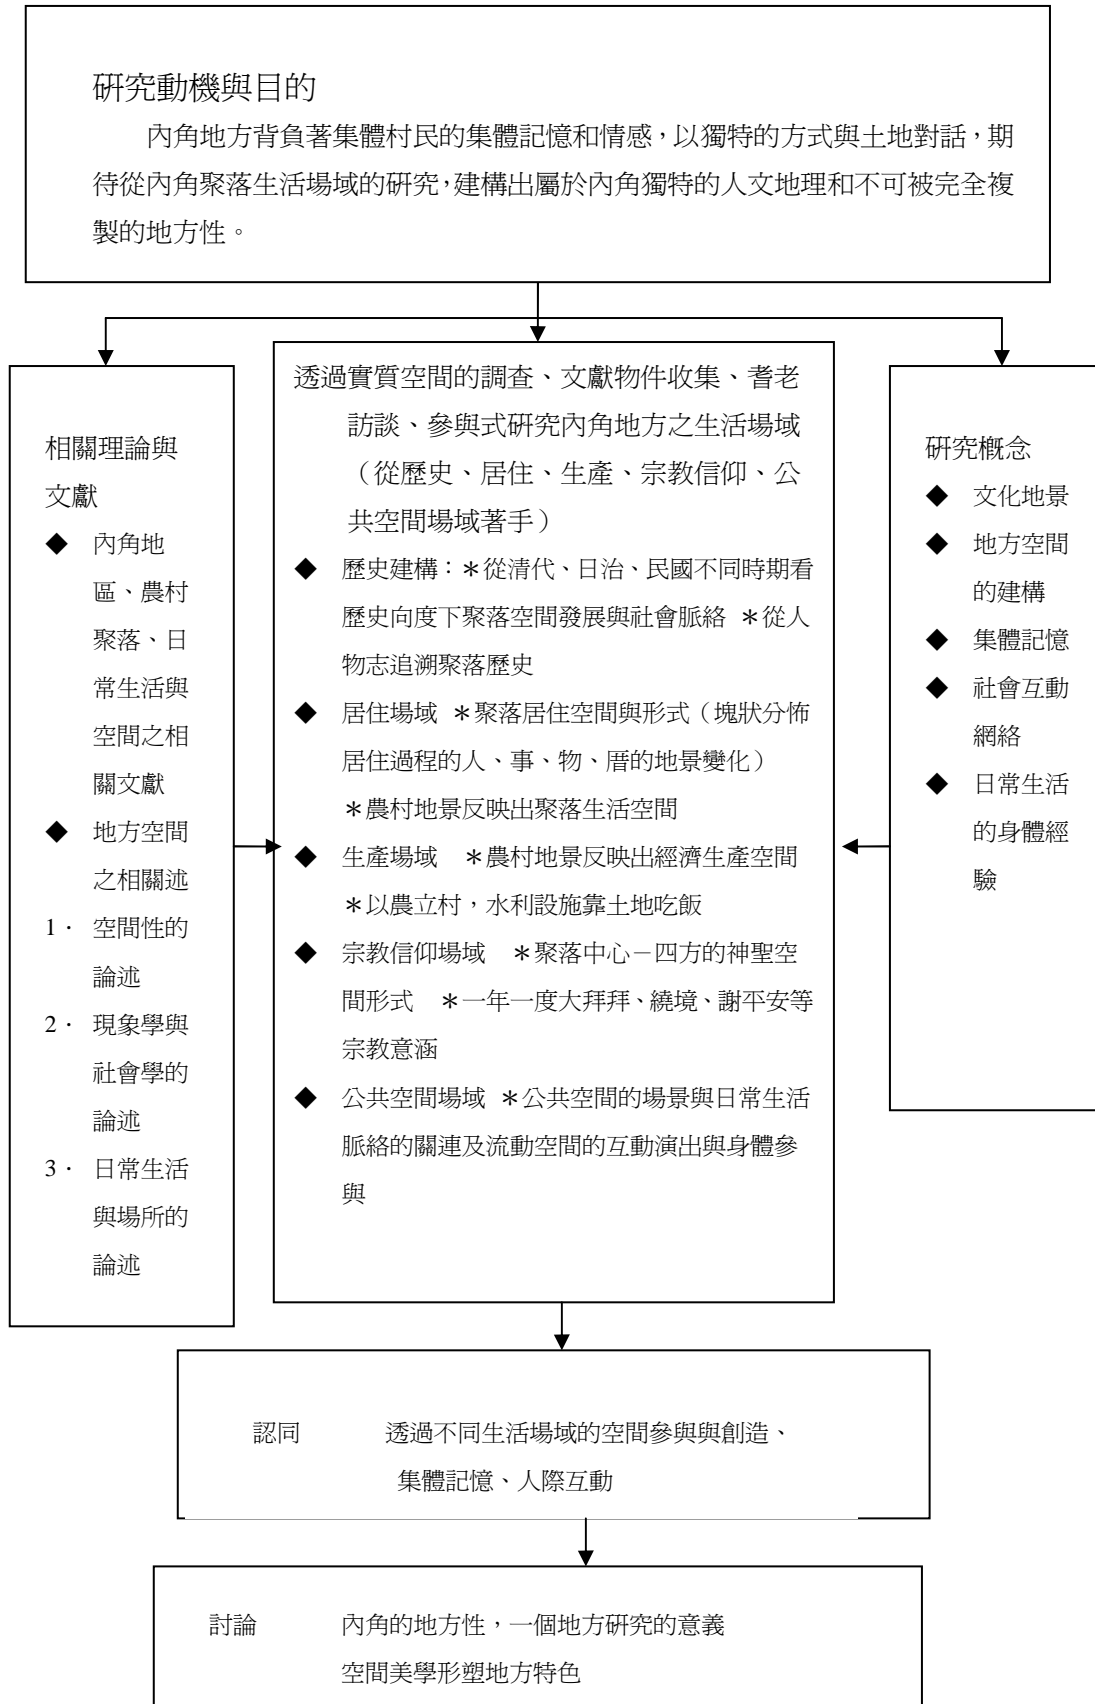 研究動機與目的
內角地方背負著集體村民的集體記憶和情感，以獨特的方式與土地對話，期
待從內角聚落生活場域的研究，建構出屬於內角獨特的人文地理和不可被完全複
製的地方性。
相關理論與
文獻
◆ 內角地
區、農村
聚落、日
常生活與
空間之相
關文獻
◆ 地方空間
之相關述
1． 空間性的
論述
2． 現象學與
社會學的
論述
3． 日常生活
與場所的
論述
透過實質空間的調查、文獻物件收集、耆老
訪談、參與式研究內角地方之生活場域
（從歷史、居住、生產、宗教信仰、公
共空間場域著手）
◆ 歷史建構：＊從清代、日治、民國不同時期看
歷史向度下聚落空間發展與社會脈絡 ＊從人
物志追溯聚落歷史
◆ 居住場域 ＊聚落居住空間與形式（塊狀分怖
居住過程的人、事、物、厝的地景變化）
＊農村地景反映出聚落生活空間
◆ 生產場域 ＊農村地景反映出經濟生產空間
＊以農立村，水利設施靠土地吃飯
◆ 宗教信仰場域 ＊聚落中心－四方的神聖空
間形式 ＊一年一度大拜拜、繞境、謝平安等
宗教意涵
◆ 公共空間場域 ＊公共空間的場景與日常生活
脈絡的關連及流動空間的互動演出與身體參
與
研究概念
◆ 文化地景
◆ 地方空間
的建構
◆ 集體記憶
◆ 社會互動
網絡
◆ 日常生活
的身體經
驗
認同 透過不同生活場域的空間參與與創造、
集體記憶、人際互動
討論 內角的地方性，一個地方研究的意義
空間美學形塑地方特色